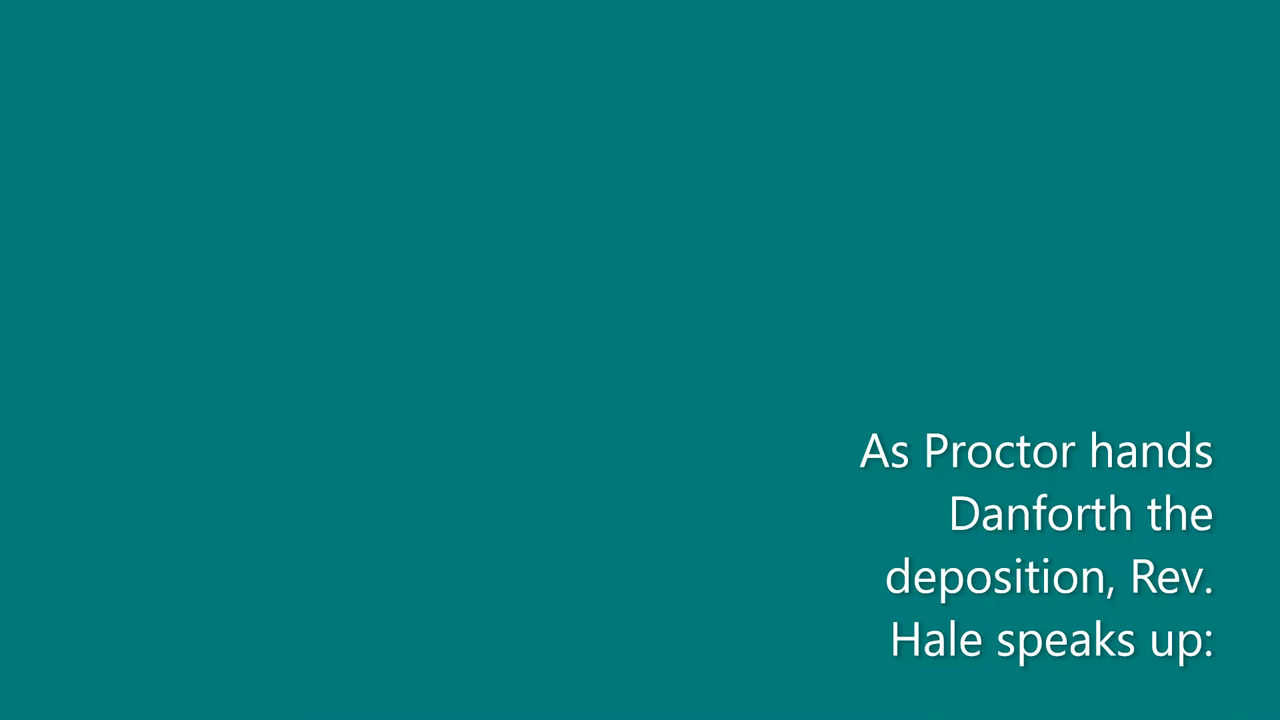 As Proctor hands
Danforth the
deposition, Rev.
Hale speaks up: